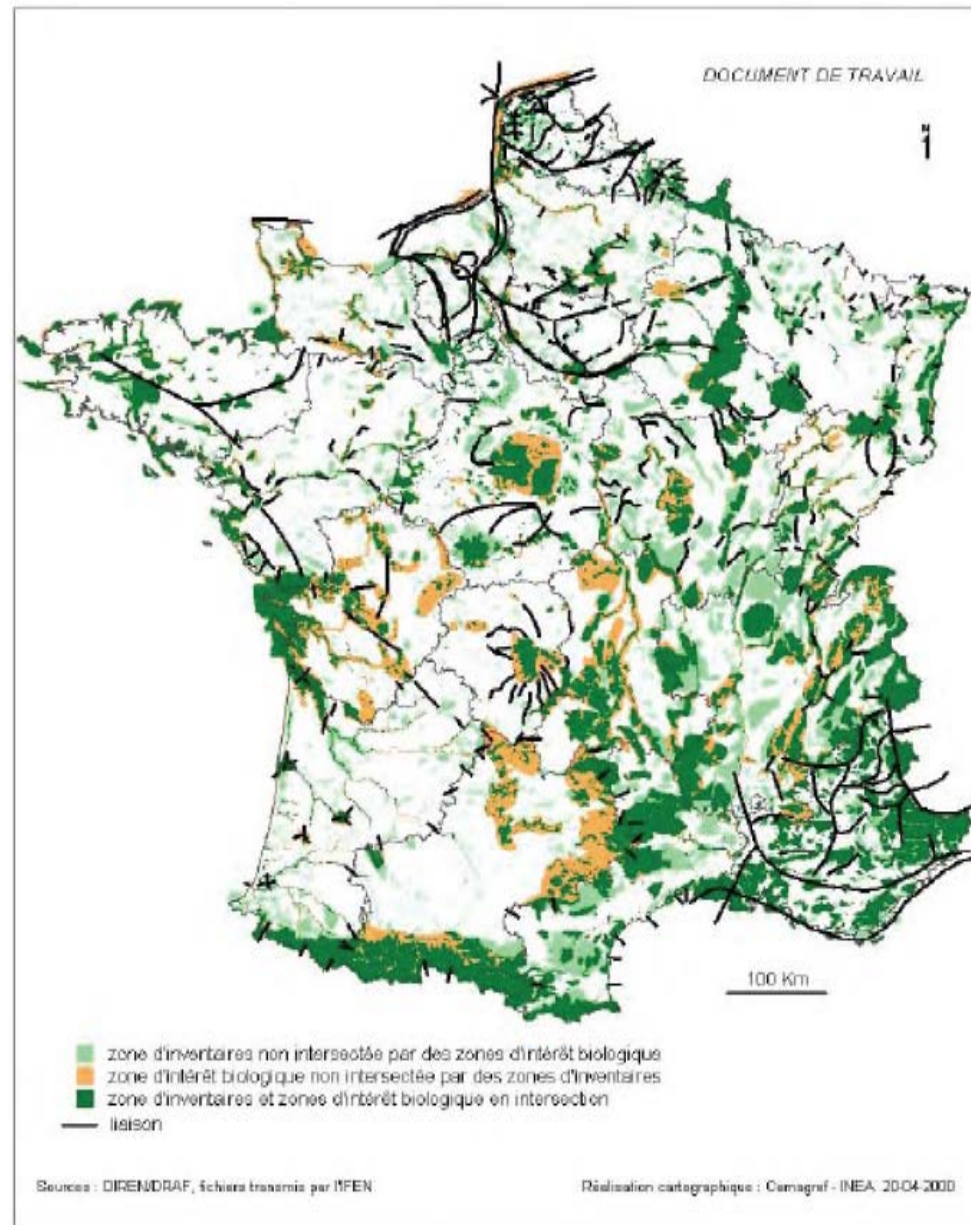 DOCUMENT DE TRAVAIL
N
100 Km
zone d'inventaires non intersectée par des zones d'intérêt biologique
zone d'intérêt biologique non intersectée par des zones d'inventaires
zone d'inventaires et zones d'intérêt biologique en intersection
liaison
Sources : DIREN/DRAF, fichiers transmis par l'IFEN
Réalisation cartographique : Cemagref - INEA 20-04-2000